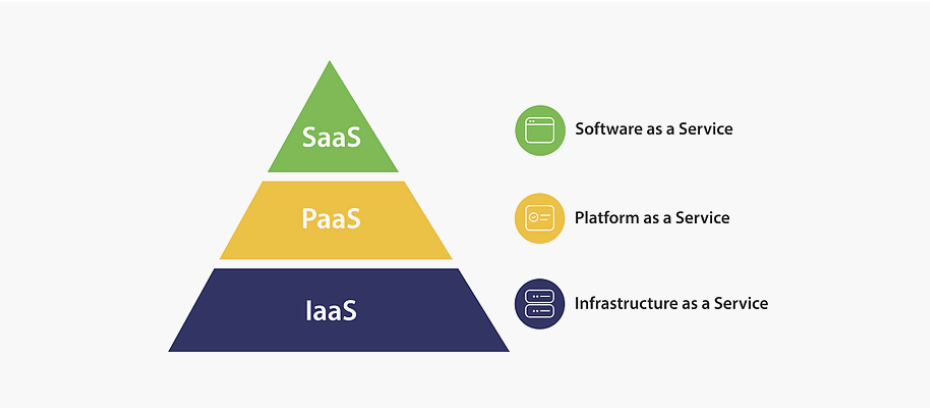 SaaS
Software as a Service
PaaS
Platform as a Service
IaaS
Infrastructure as a Service